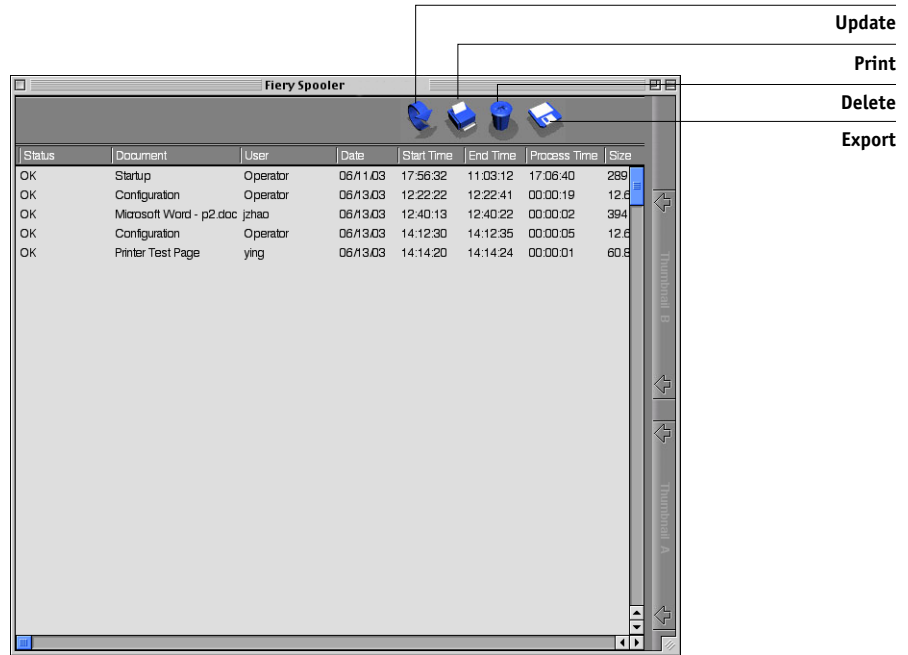 Update
Print
Fiery Spooler
Delete
Export
Status Document User Date Start Time End Time Process Time Size
OK Startup Operator 06/11/03 17:56:32 11:03:12 17:06:40 289
OK Configuration Operator 06/13/03 12:22:22 12:22:41 00:00:19 12.6
OK Microsoft Word - p2.doc jzhao 06/13/03 12:40:13 12:40:22 00:00:02 394
OK Configuration Operator 06/13/03 14:12:30 14:12:35 00:00:05 12.6
OK Printer Test Page ying 06/13/03 14:14:20 14:14:24 00:00:01 60.8
Thumbnail B
Thumbnail A